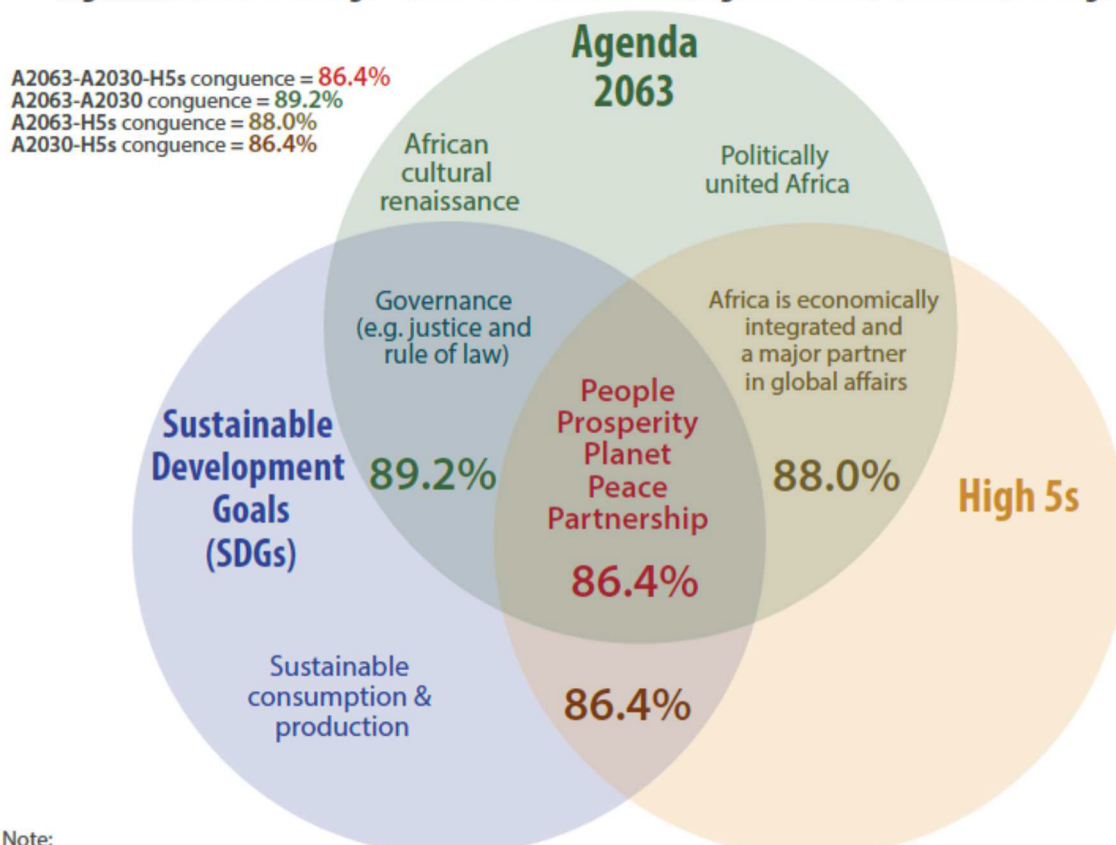 A2063-A2030-H5s conguence = 86.4%
A2063-A2030 conguence = 89.2%
A2063-H5s conguence = 88.0%
A2030-H5s conguence = 86.4%
Agenda
2063
African
cultural
renaissance
Politically
united Africa
Governance
(e.g. justice and
rule of law)
Africa is economically
integrated and
a major partner
in global affairs
People
Prosperity
Planet
Peace
Partnership
86.4%
Sustainable
Development
Goals
(SDGs)
89.2%
88.0%
High 5s
Sustainable
consumption &
production
86.4%
Note: